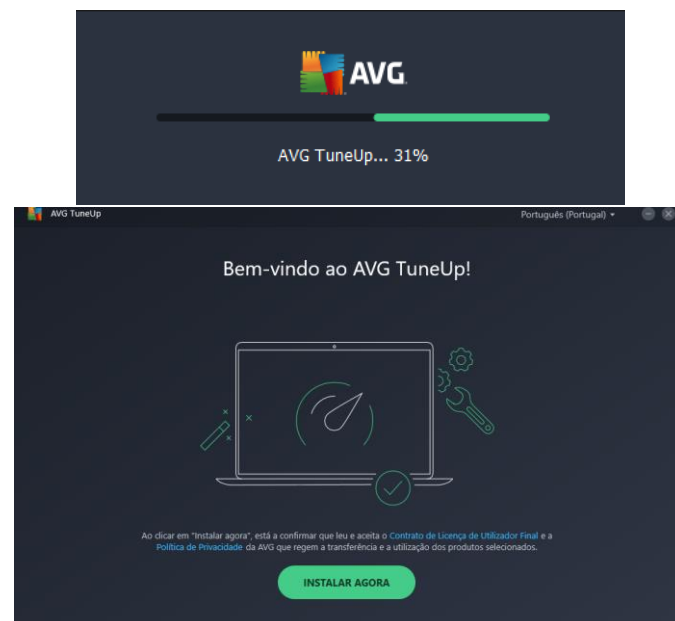 AVG
AVG TuneUp... 31%
AVG TuneUp
Português (Portugal)
Bem-vindo ao AVG TuneUp!
Ao clicar em "Instalar agora", está a confirmar que leu e aceita o Contrato de Licença de Utilizador Final e a
Política de Privacidade da AVG que regem a transferência e a utilização dos produtos selecionados.
INSTALAR AGORA